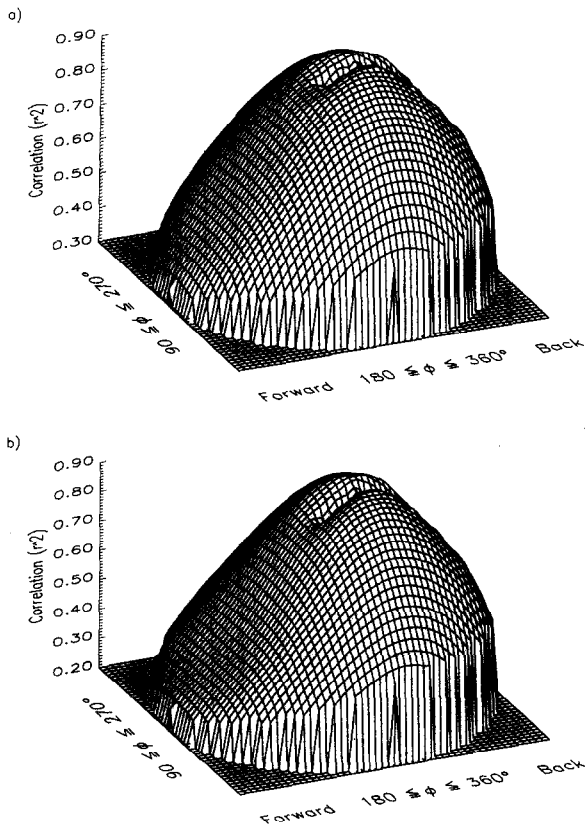 a)
0.90
0.80
0.70
0.60
0.50
0.40
0.30
Correlation (r^2)
90 ≦ φ ≦ 270°
Forward 180 ≦ φ ≦ 360° Back
b)
0.90
0.80
0.70
0.60
0.50
0.40
0.30
0.20
Correlation (r^2)
90 ≦ φ ≦ 270°
Forward 180 ≦ φ ≦ 360° Back